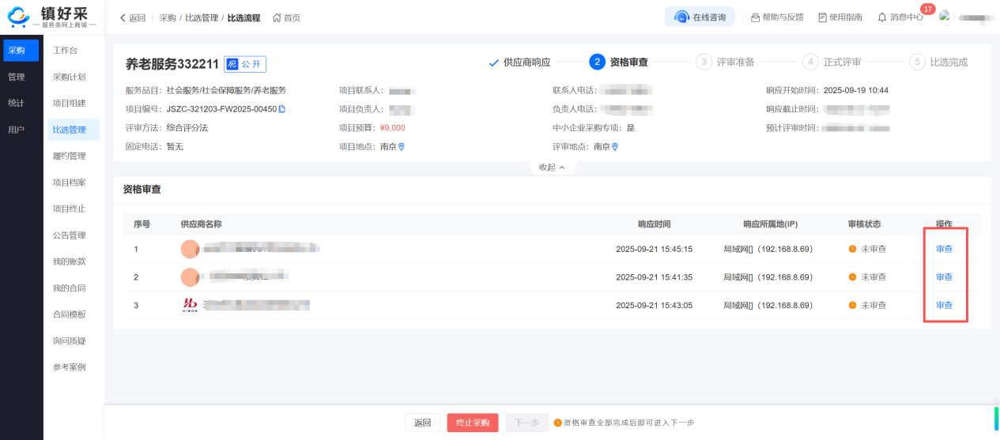 镇好采
服务类网上商城
返回 采购 / 比选管理 / 比选流程 首页
在线咨询 帮助与反馈 使用指南 消息中心 17
采购
管理
统计
用户
工作台
采购计划
项目组建
比选管理
履约管理
项目档案
项目终止
公告管理
我的账款
我的合同
合同模板
询问质疑
参考案例
养老服务332211 公开
供应商响应 2 资格审查 3 评审准备 4 正式评审 5 比选完成
服务品目: 社会服务/社会保障服务/养老服务 项目联系人: 联系人电话: 响应开始时间: 2025-09-19 10:44
项目编号: JSZC-321203-FW2025-00450 项目负责人: 负责人电话: 响应截止时间:
评审方法: 综合评分法 项目预算: ¥9,000 中小企业采购专项: 是 预计评审时间:
固定电话: 暂无 项目地点: 南京 评审地点: 南京
收起
资格审查
序号 供应商名称 响应时间 响应所属地(IP) 审核状态 操作
1 2025-09-21 15:45:15 局域网[]（192.168.8.69） 未审查 审查
2 2025-09-21 15:41:35 局域网[]（192.168.8.69） 未审查 审查
3 2025-09-21 15:43:05 局域网[]（192.168.8.69） 未审查 审查
返回 终止采购 下一步 资格审查全部完成后即可进入下一步